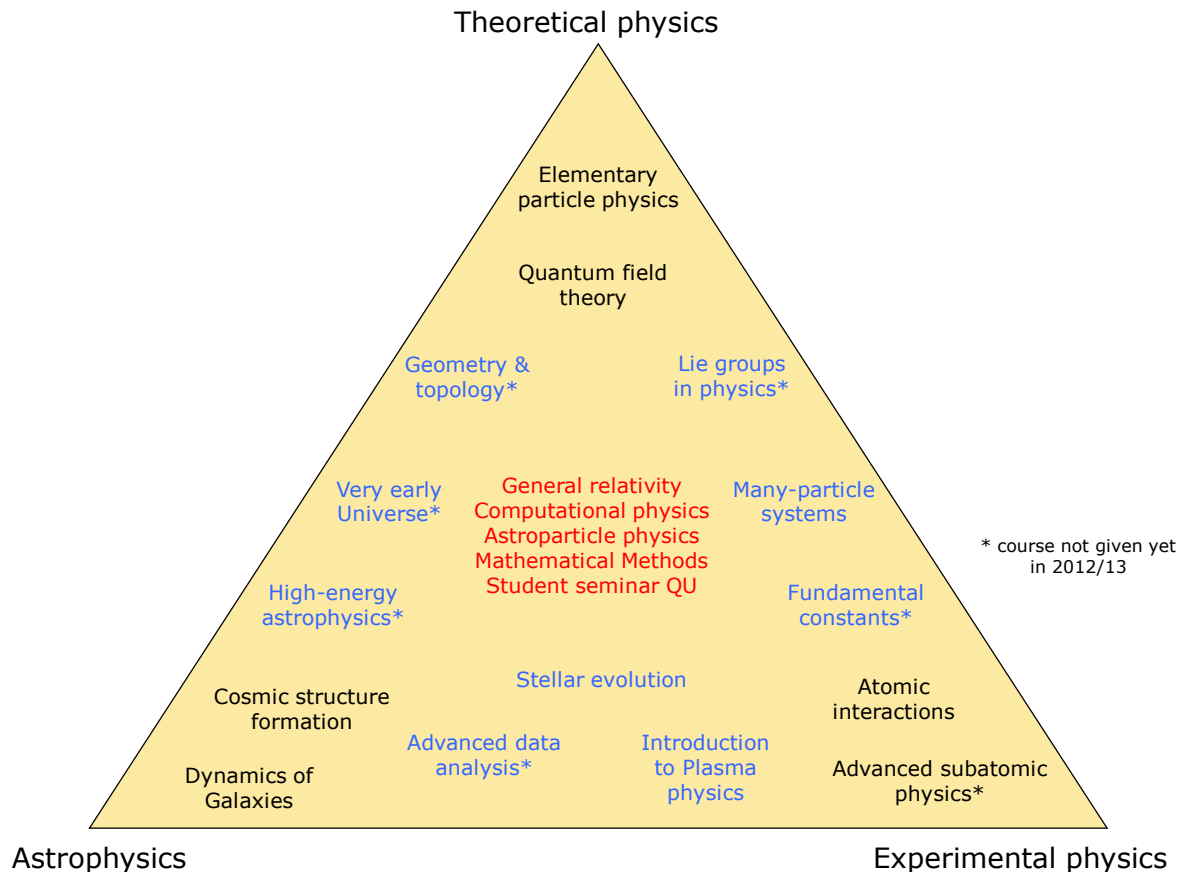 Theoretical physics
Elementary
particle physics
Quantum field
theory
Geometry &
topology*
Lie groups
in physics*
Very early
Universe*
General relativity
Computational physics
Astroparticle physics
Mathematical Methods
Student seminar QU
Many-particle
systems
* course not given yet
in 2012/13
High-energy
astrophysics*
Fundamental
constants*
Stellar evolution
Cosmic structure
formation
Atomic
interactions
Advanced data
analysis*
Introduction
to Plasma
physics
Dynamics of
Galaxies
Advanced subatomic
physics*
Astrophysics
Experimental physics